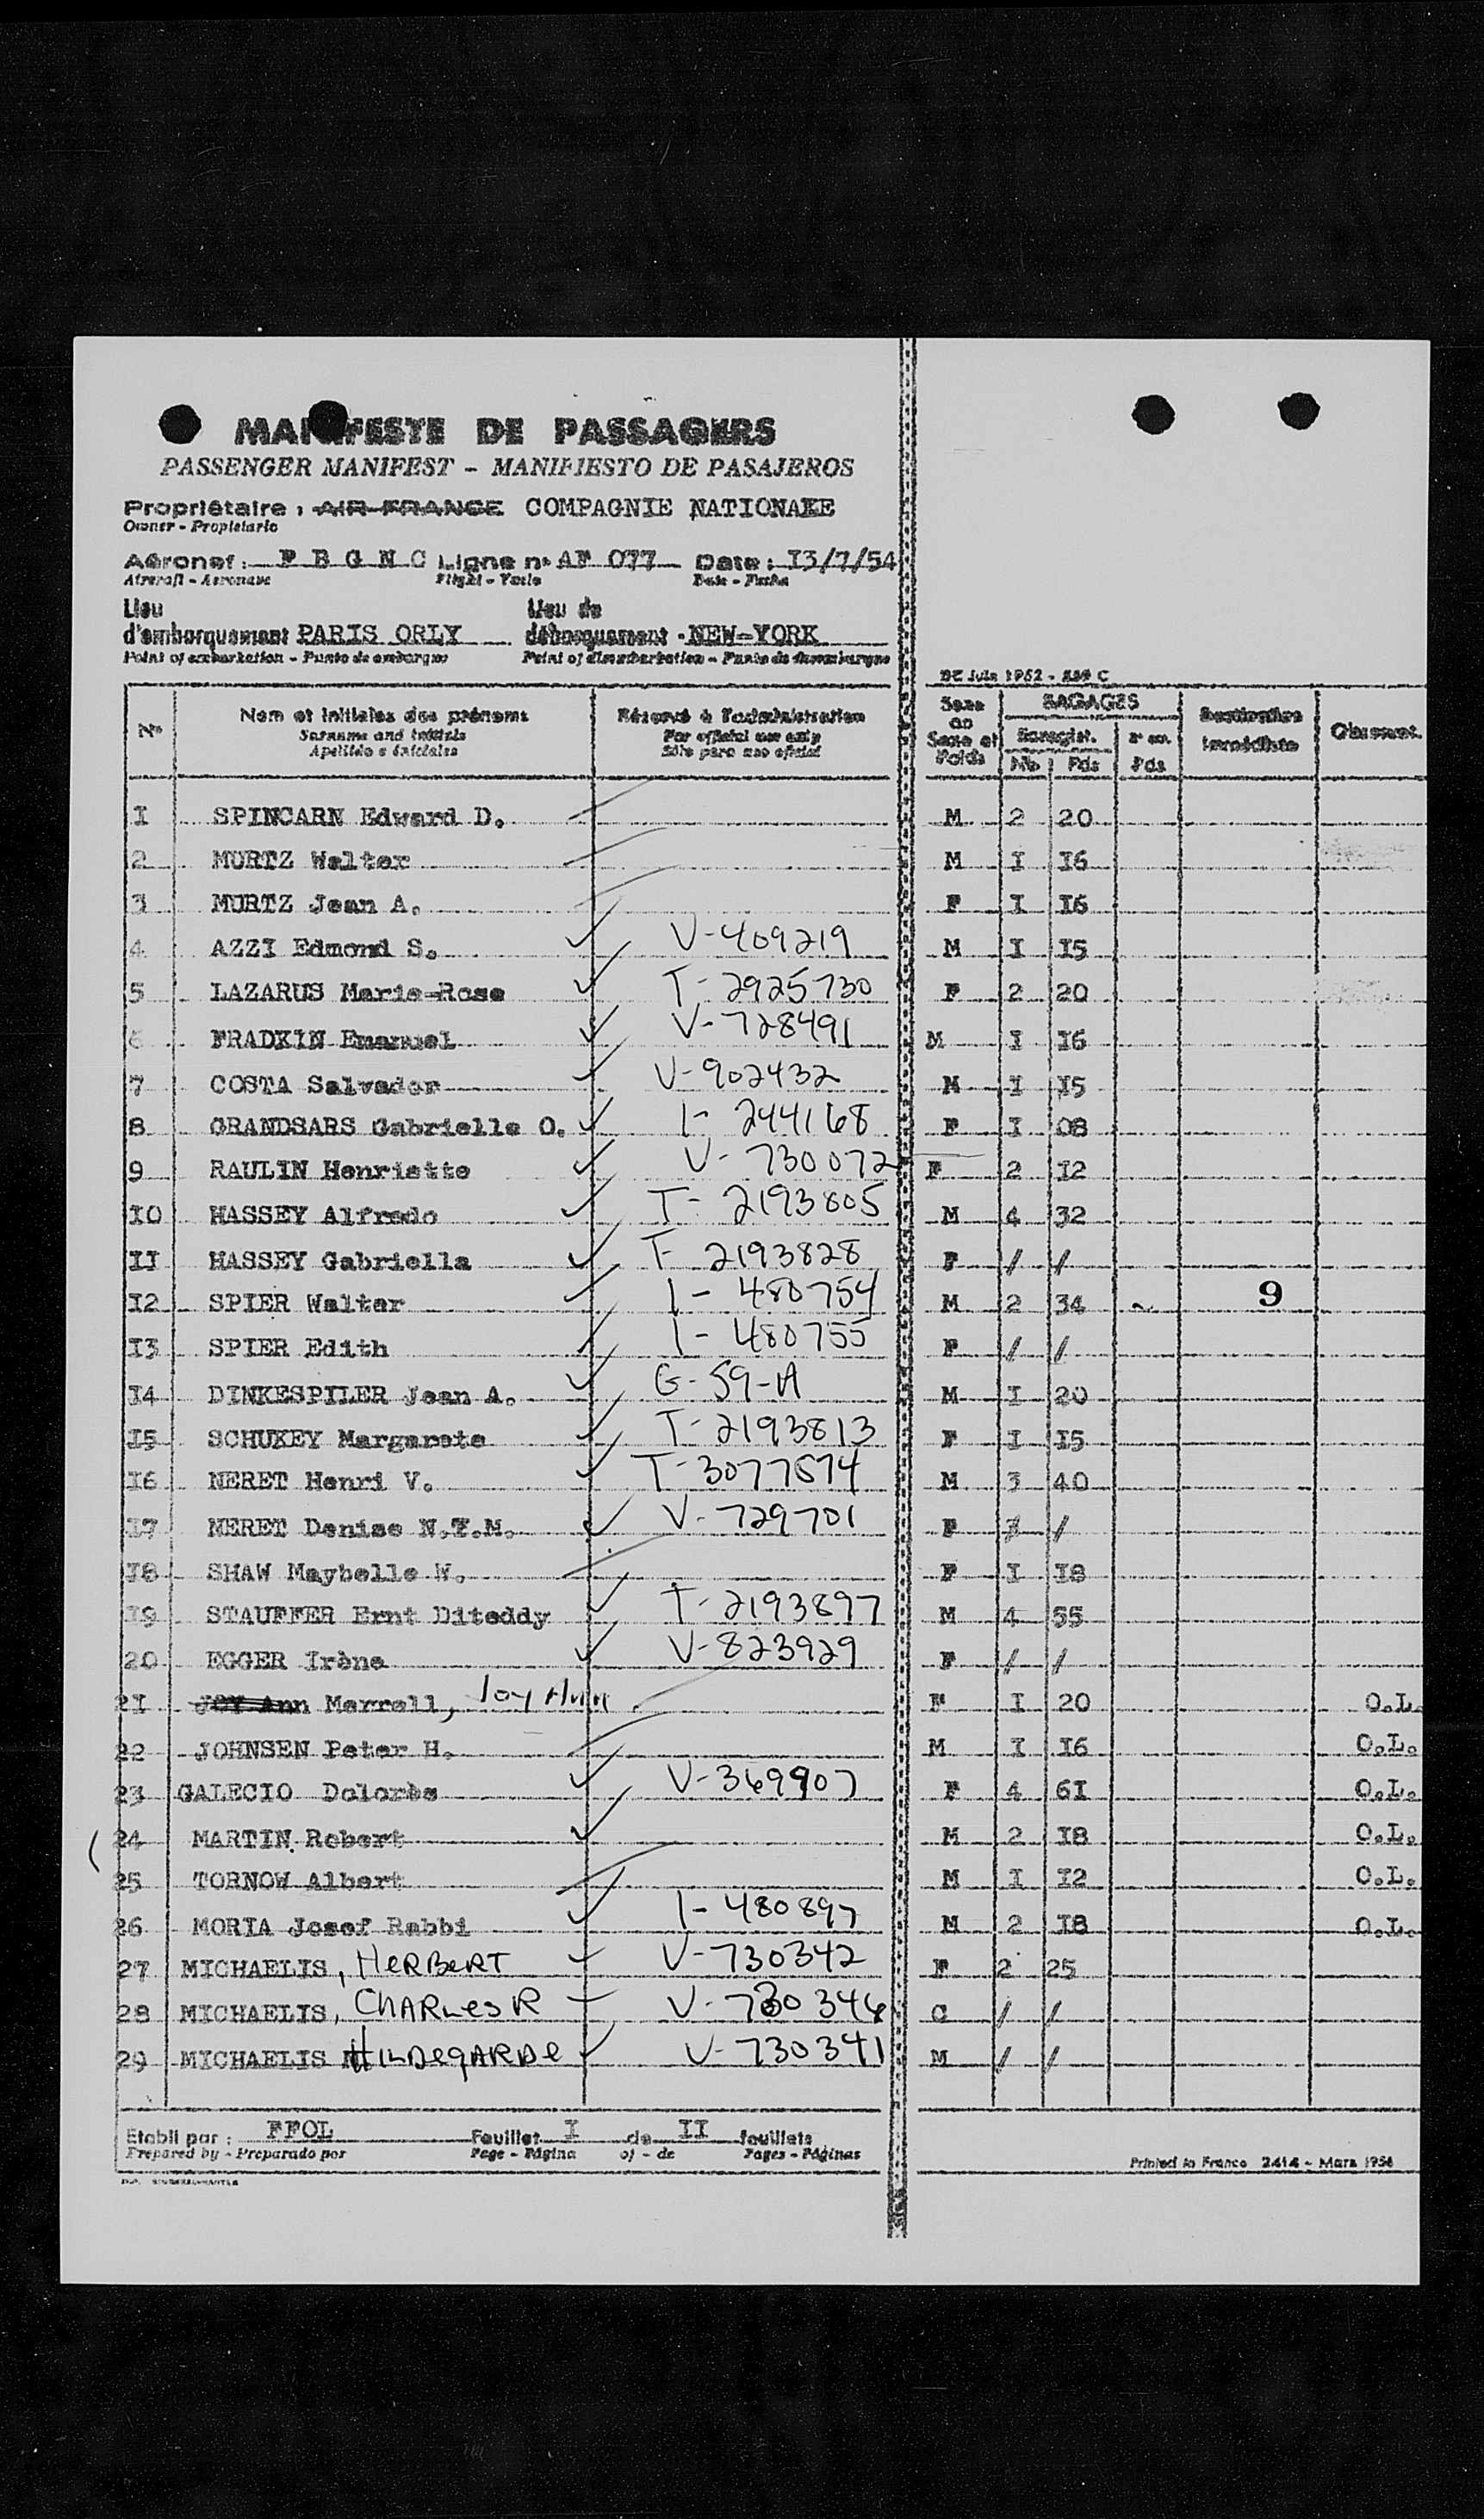 MANIFESTE DE PASSAGERS
PASSENGER MANIFEST - MANIFIESTO DE PASAJEROS
Propriétaire : AIR FRANCE COMPAGNIE NATIONALE
Owner - Propietario
Aéronef : F B G N C Ligne n° AF 077 Date : I3/7/54
Aircraft - Aeronave Flight - Vuelo Date - Fecha
Lieu d'embarquement PARIS ORLY Lieu de débarquement - NEW-YORK
Point of embarkation - Punto de embarque Point of disembarkation - Punto de desembarque
N° Nom et initiales des prénoms Réservé à l'administration Sexe ou Sexe et Poids BAGAGES Enregist. Nb Pds Pds Destination immédiate Observat.
Surname and initials For official use only
Apellido e iniciales Sólo para uso oficial
I SPINCARN Edward D. M 2 20
2 MURTZ Walter M I I6
3 MURTZ Jean A. F I I6
4 AZZI Edmond S. V-409219 M I I5
5 LAZARUS Marie-Rose T-2925730 F 2 20
6 FRADKIN Emanuel V-728491 M I I6
7 COSTA Salvador V-902432 M I I5
8 GRANDSARS Gabrielle O. I-244168 F I 08
9 RAULIN Henriette V-730072 F 2 I2
IO HASSEY Alfredo T-2193805 M 4 32
II HASSEY Gabriella T-2193828 F / /
I2 SPIER Walter I-480754 M 2 34 9
I3 SPIER Edith I-480755 F / /
I4 DINKESPILER Jean A. G-59-A M I 20
I5 SCHUKEY Margarete T-2193813 F I I5
I6 NERET Henri V. T-3077574 M 3 40
I7 NERET Denise N.T.M. V-729701 F / /
I8 SHAW Maybelle W. F I I8
I9 STAUFFER Ernt Diteddy T-2193897 M 4 55
20 EGGER Irène V-823929 F / /
2I JOY Ann Merrell, Joy Ann F I 20 O.L.
22 JOHNSEN Peter H. M I I6 O.L.
23 GALECIO Dolorès V-369907 F 4 6I O.L.
24 MARTIN Robert M 2 I8 O.L.
25 TORNOW Albert M I I2 O.L.
26 MORIA Josef Rabbi I-480897 M 2 I8 O.L.
27 MICHAELIS, HERBERT V-730342 F 2 25
28 MICHAELIS, CHARLES R V-730346 C / /
29 MICHAELIS HILDEGARDE V-730341 M / /
Etabli par : FFOL Feuillet I de II feuillets
Prepared by - Preparado por Page - Página of - de Pages - Páginas
Printed in France 2414 - Mars 195